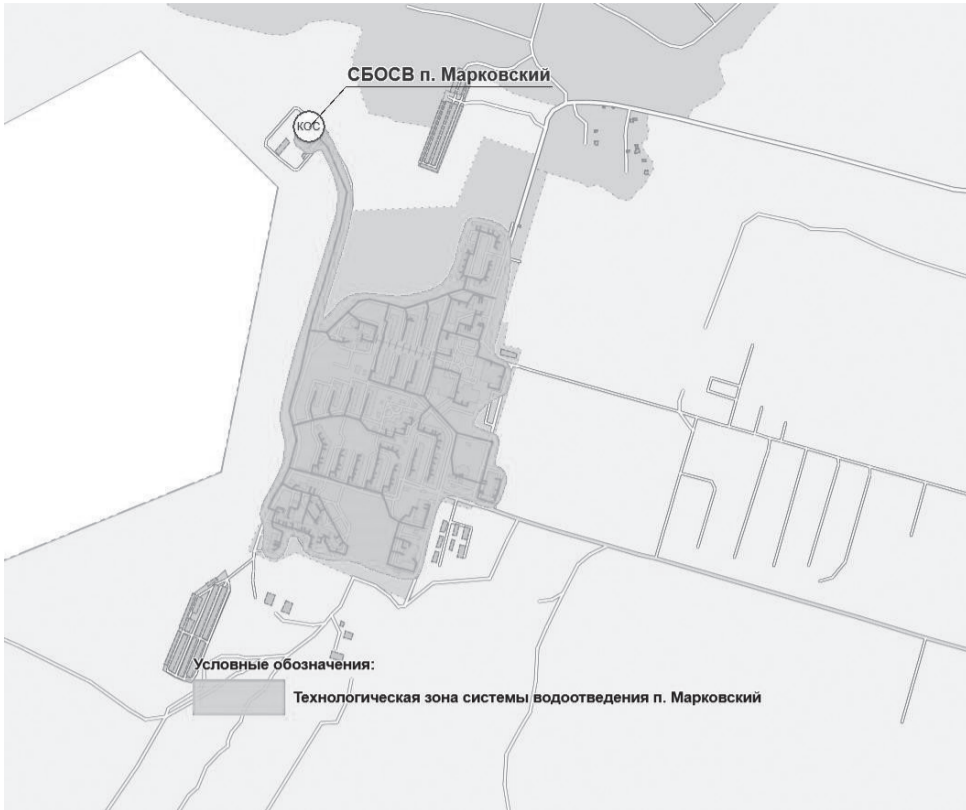 СБОСВ п. Марковский
КОС
Условные обозначения:
Технологическая зона системы водоотведения п. Марковский